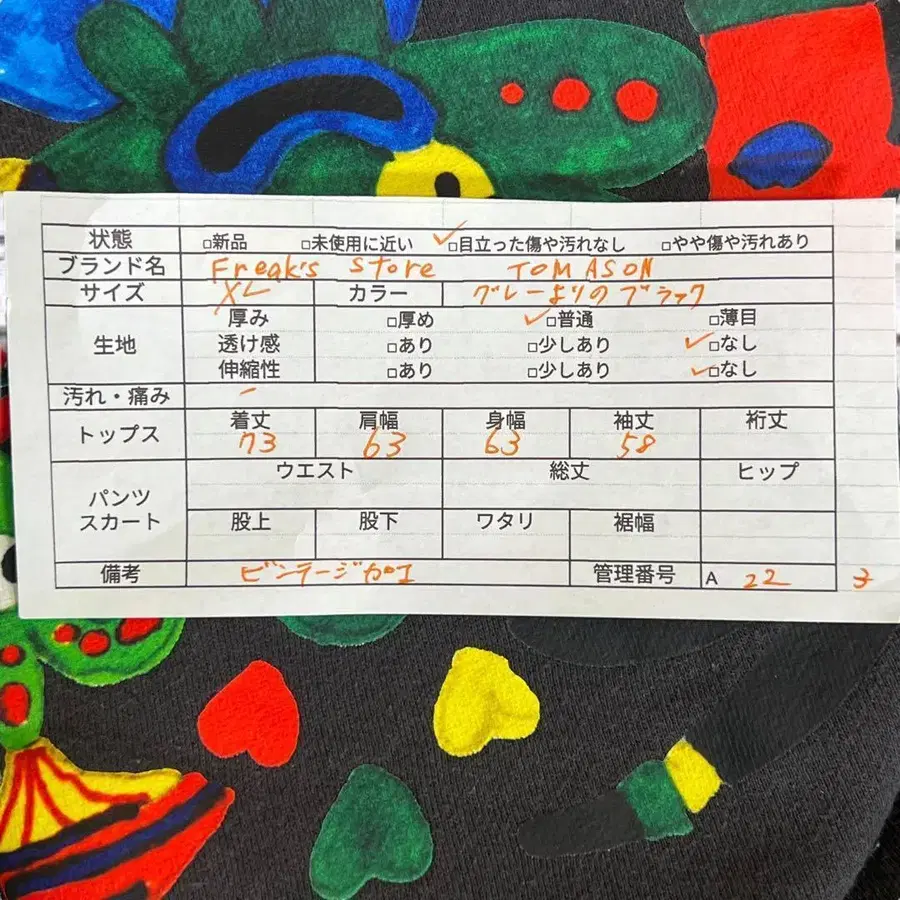 状態 □新品 □未使用に近い ✓□目立った傷や汚れなし □やや傷や汚れあり
ブランド名 Freak's Store TOMASON
サイズ XL カラー グレーよりのブラック
生地 厚み □厚め ✓□普通 □薄目
透け感 □あり □少しあり ✓□なし
伸縮性 □あり □少しあり ✓□なし
汚れ・痛み -
トップス 着丈 肩幅 身幅 袖丈 裄丈
73 63 63 58
パンツ スカート ウエスト 総丈 ヒップ
股上 股下 ワタリ 裾幅
備考 ビンテージ加工 管理番号 A 22 3